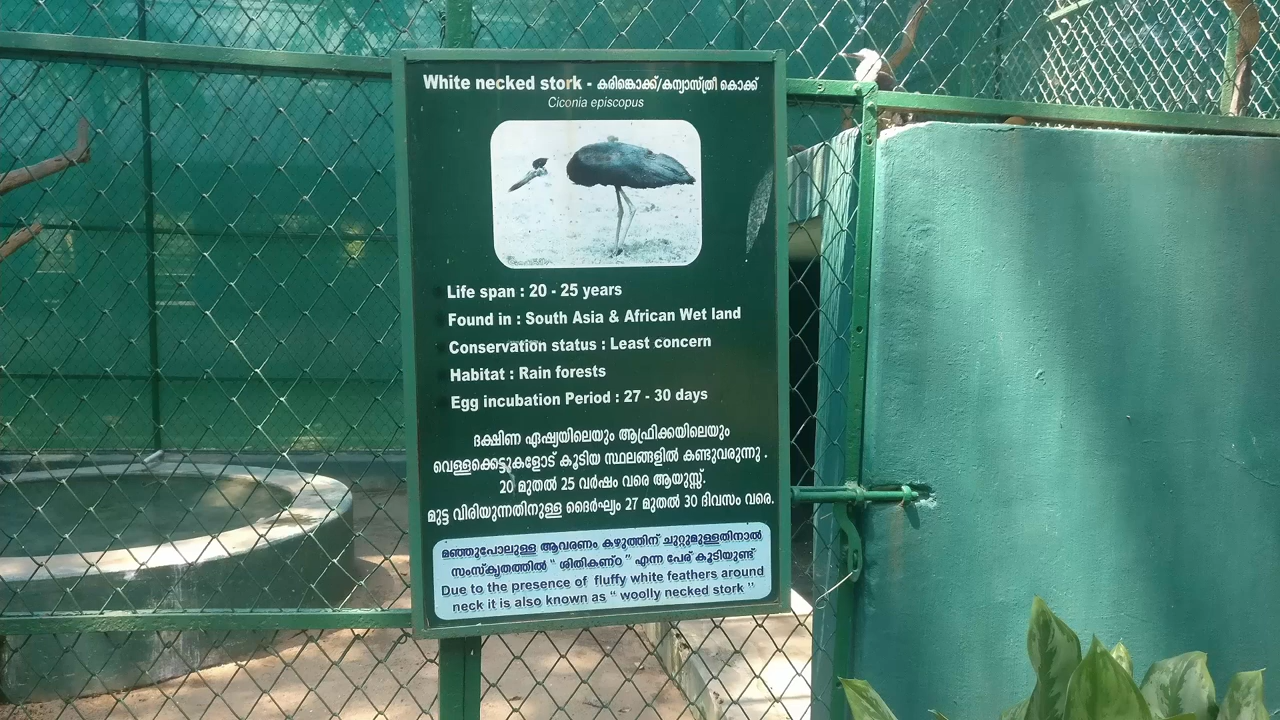 White necked stork - കരിങ്കൊക്ക്/കന്യാസ്ത്രീ കൊക്ക്
Ciconia episcopus
Life span : 20 - 25 years
Found in : South Asia & African Wet land
Conservation status : Least concern
Habitat : Rain forests
Egg incubation Period : 27 - 30 days
ദക്ഷിണ ഏഷ്യയിലെയും ആഫ്രിക്കയിലെയും
വെള്ളക്കെട്ടുകളോട് കൂടിയ സ്ഥലങ്ങളിൽ കണ്ടുവരുന്നു .
20 മുതൽ 25 വർഷം വരെ ആയുസ്സ്.
മുട്ട വിരിയുന്നതിനുള്ള ദൈർഘ്യം 27 മുതൽ 30 ദിവസം വരെ.
മഞ്ഞുപോലുള്ള ആവരണം കഴുത്തിന് ചുറ്റുമുള്ളതിനാൽ
സംസ്കൃതത്തിൽ “ ശിതികണ്ഠ ” എന്ന പേര് കൂടിയുണ്ട്
Due to the presence of fluffy white feathers around
neck it is also known as “ woolly necked stork ”